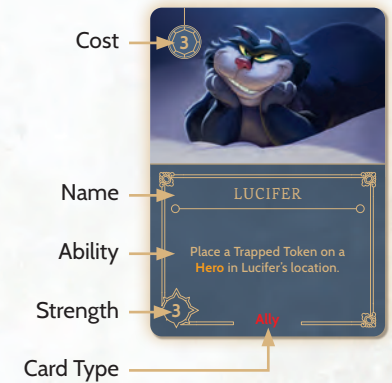 Cost
3
Name
LUCIFER
Ability
Place a Trapped Token on a
Hero in Lucifer's location.
Strength
3
Ally
Card Type